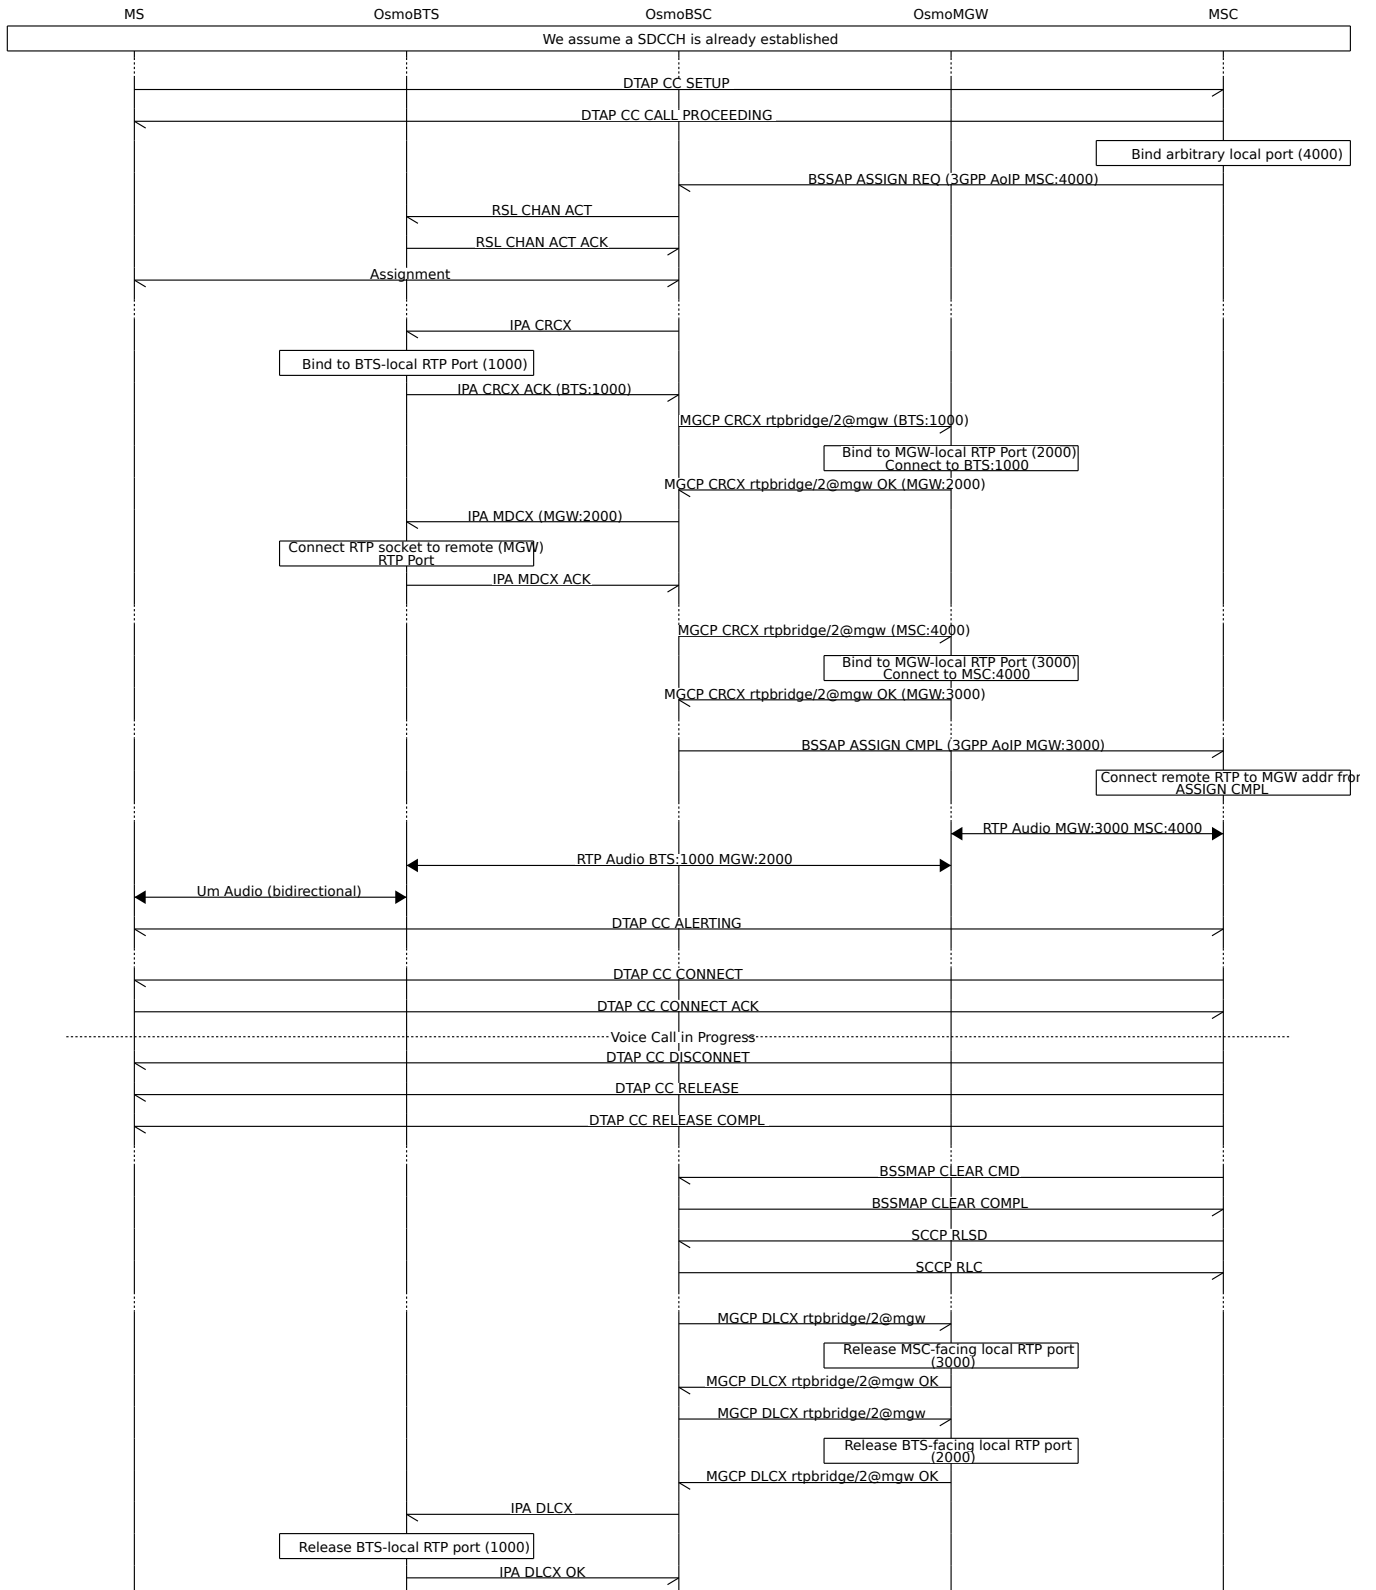 MS OsmoBTS OsmoBSC OsmoMGW MSC
We assume a SDCCH is already established
DTAP CC SETUP
DTAP CC CALL PROCEEDING
Bind arbitrary local port (4000)
BSSAP ASSIGN REQ (3GPP AoIP MSC:4000)
RSL CHAN ACT
RSL CHAN ACT ACK
Assignment
IPA CRCX
Bind to BTS-local RTP Port (1000)
IPA CRCX ACK (BTS:1000)
MGCP CRCX rtpbridge/2@mgw (BTS:1000)
Bind to MGW-local RTP Port (2000)
Connect to BTS:1000
MGCP CRCX rtpbridge/2@mgw OK (MGW:2000)
IPA MDCX (MGW:2000)
Connect RTP socket to remote (MGW)
RTP Port
IPA MDCX ACK
MGCP CRCX rtpbridge/2@mgw (MSC:4000)
Bind to MGW-local RTP Port (3000)
Connect to MSC:4000
MGCP CRCX rtpbridge/2@mgw OK (MGW:3000)
BSSAP ASSIGN CMPL (3GPP AoIP MGW:3000)
Connect remote RTP to MGW addr from
ASSIGN CMPL
RTP Audio MGW:3000 MSC:4000
RTP Audio BTS:1000 MGW:2000
Um Audio (bidirectional)
DTAP CC ALERTING
DTAP CC CONNECT
DTAP CC CONNECT ACK
Voice Call in Progress
DTAP CC DISCONNET
DTAP CC RELEASE
DTAP CC RELEASE COMPL
BSSMAP CLEAR CMD
BSSMAP CLEAR COMPL
SCCP RLSD
SCCP RLC
MGCP DLCX rtpbridge/2@mgw
Release MSC-facing local RTP port
(3000)
MGCP DLCX rtpbridge/2@mgw OK
MGCP DLCX rtpbridge/2@mgw
Release BTS-facing local RTP port
(2000)
MGCP DLCX rtpbridge/2@mgw OK
IPA DLCX
Release BTS-local RTP port (1000)
IPA DLCX OK